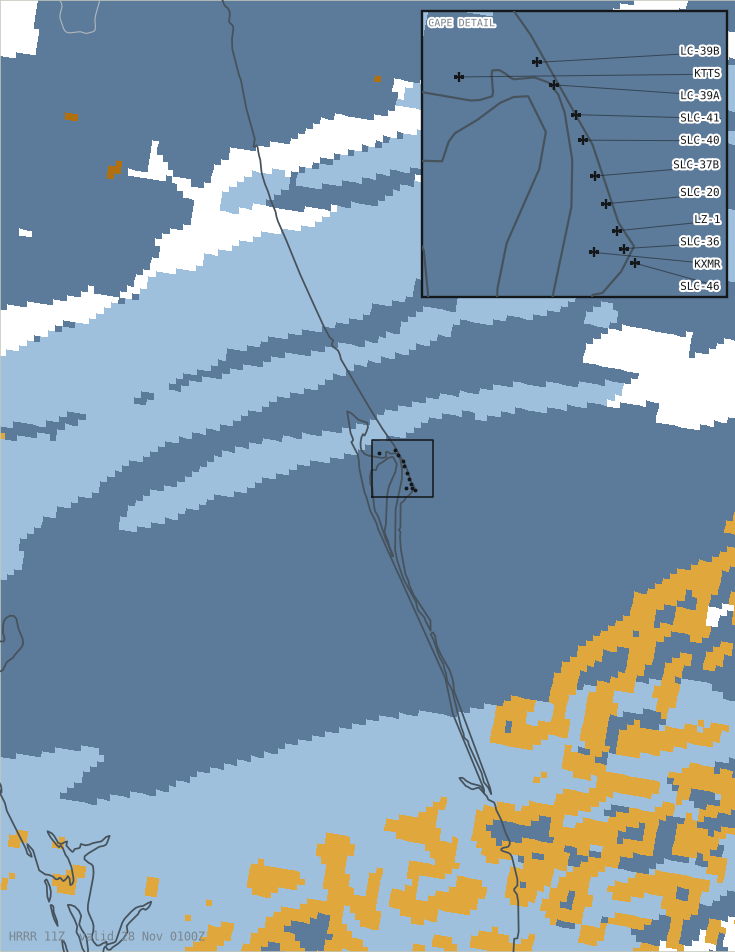 CAPE DETAIL
LC-39B
KTTS
LC-39A
SLC-41
SLC-40
SLC-37B
SLC-20
LZ-1
SLC-36
KXMR
SLC-46
HRRR 11Z, valid 28 Nov 0100Z